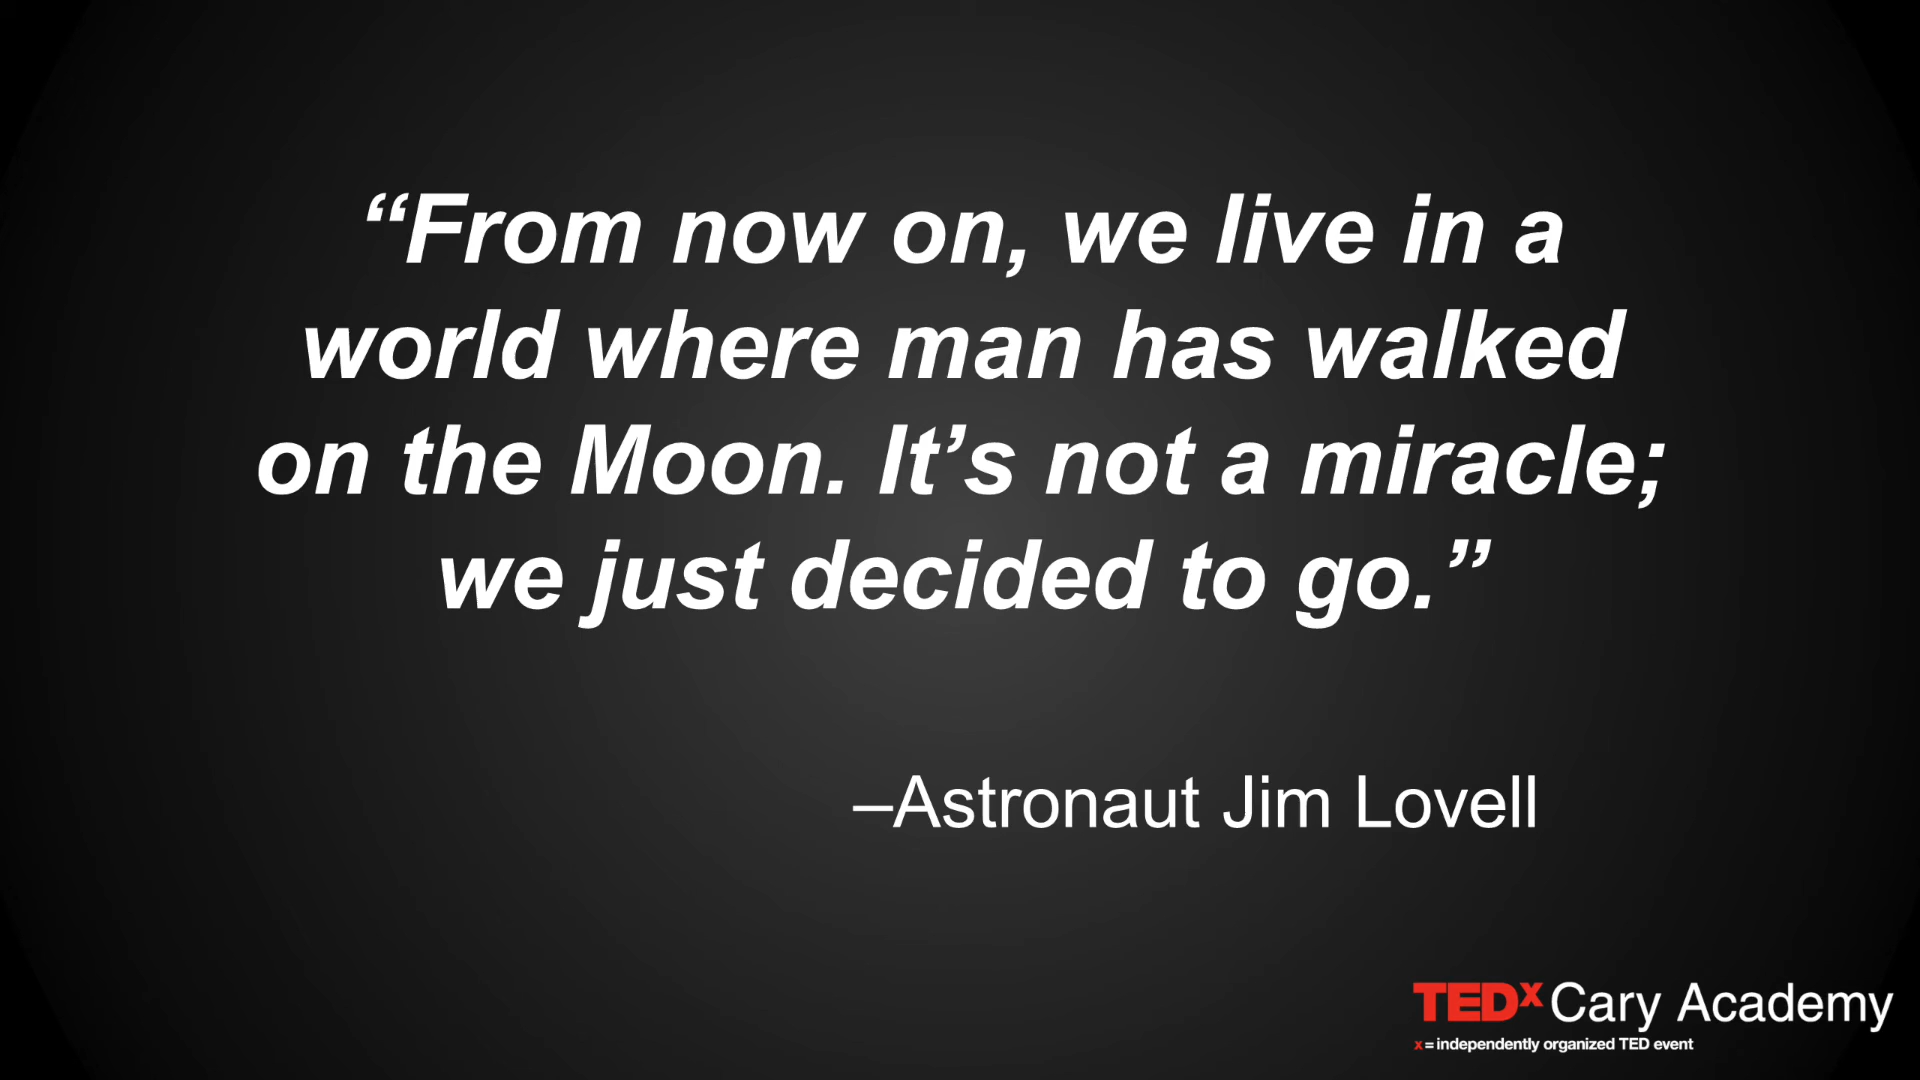 “From now on, we live in a
world where man has walked
on the Moon. It’s not a miracle;
we just decided to go.”
–Astronaut Jim Lovell
TEDx Cary Academy
x = independently organized TED event